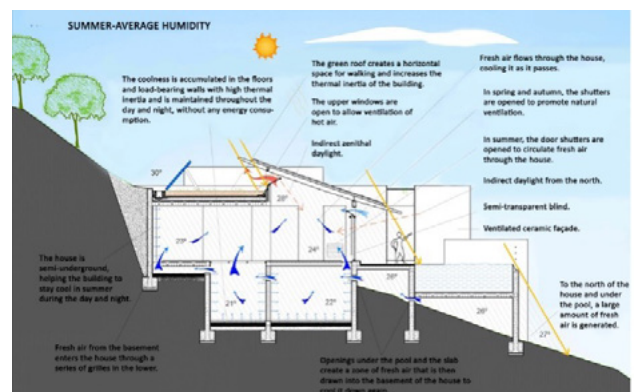 SUMMER-AVERAGE HUMIDITY
The coolness is accumulated in the floors
and load-bearing walls with high thermal
inertia and is maintained throughout the
day and night, without any energy consu-
mption.
The green roof creates a horizontal
space for walking and increases the
thermal inertia of the building.
The upper windows are
open to allow ventilation of
hot air.
Indirect zenithal
daylight.
Fresh air flows through the house,
cooling it as it passes.
In spring and autumn, the shutters
are opened to promote natural
ventilation.
In summer, the door shutters are
opened to circulate fresh air
through the house.
Indirect daylight from the north.
Semi-transparent blind.
Ventilated ceramic façade.
30°
28°
24°
21°
22°
26°
27°
The house is
semi-underground,
helping the building to
stay cool in summer
during the day and night.
Fresh air from the basement
enters the house through a
series of grilles in the lower.
Openings under the pool and the slab
create a zone of fresh air that is then
drawn into the basement of the house to
cool it down again.
To the north of the
house and under
the pool, a large
amount of fresh
air is generated.